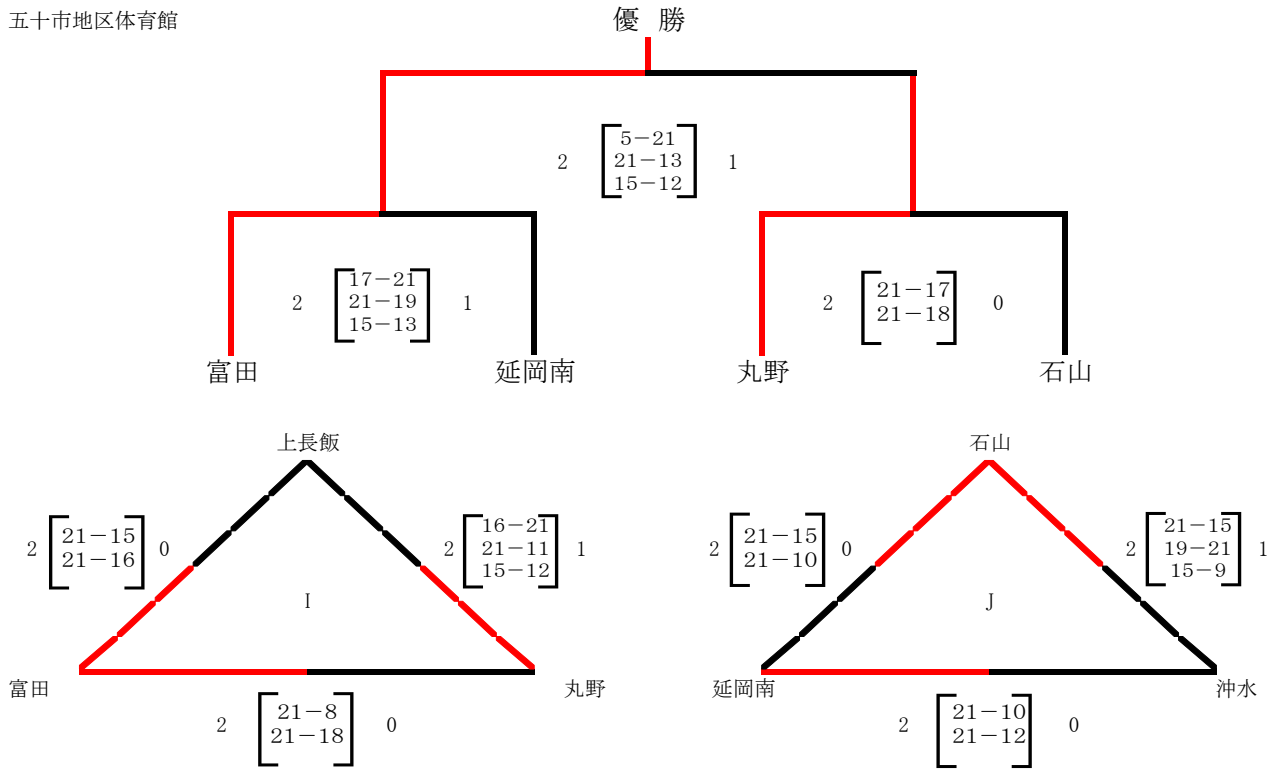 五十市地区体育館
優 勝
5－21
2 21－13 1
15－12
17－21
2 21－19 1
15－13
21－17
2 0
21－18
富田 延岡南 丸野 石山
上長飯
21－15
2 0
21－16
16－21
2 21－11 1
15－12
I
富田 丸野
21－8
2 0
21－18
石山
21－15
2 0
21－10
21－15
2 19－21 1
15－9
J
延岡南 沖水
21－10
2 0
21－12